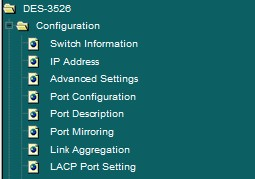 DES-3526
Configuration
Switch Information
IP Address
Advanced Settings
Port Configuration
Port Description
Port Mirroring
Link Aggregation
LACP Port Setting